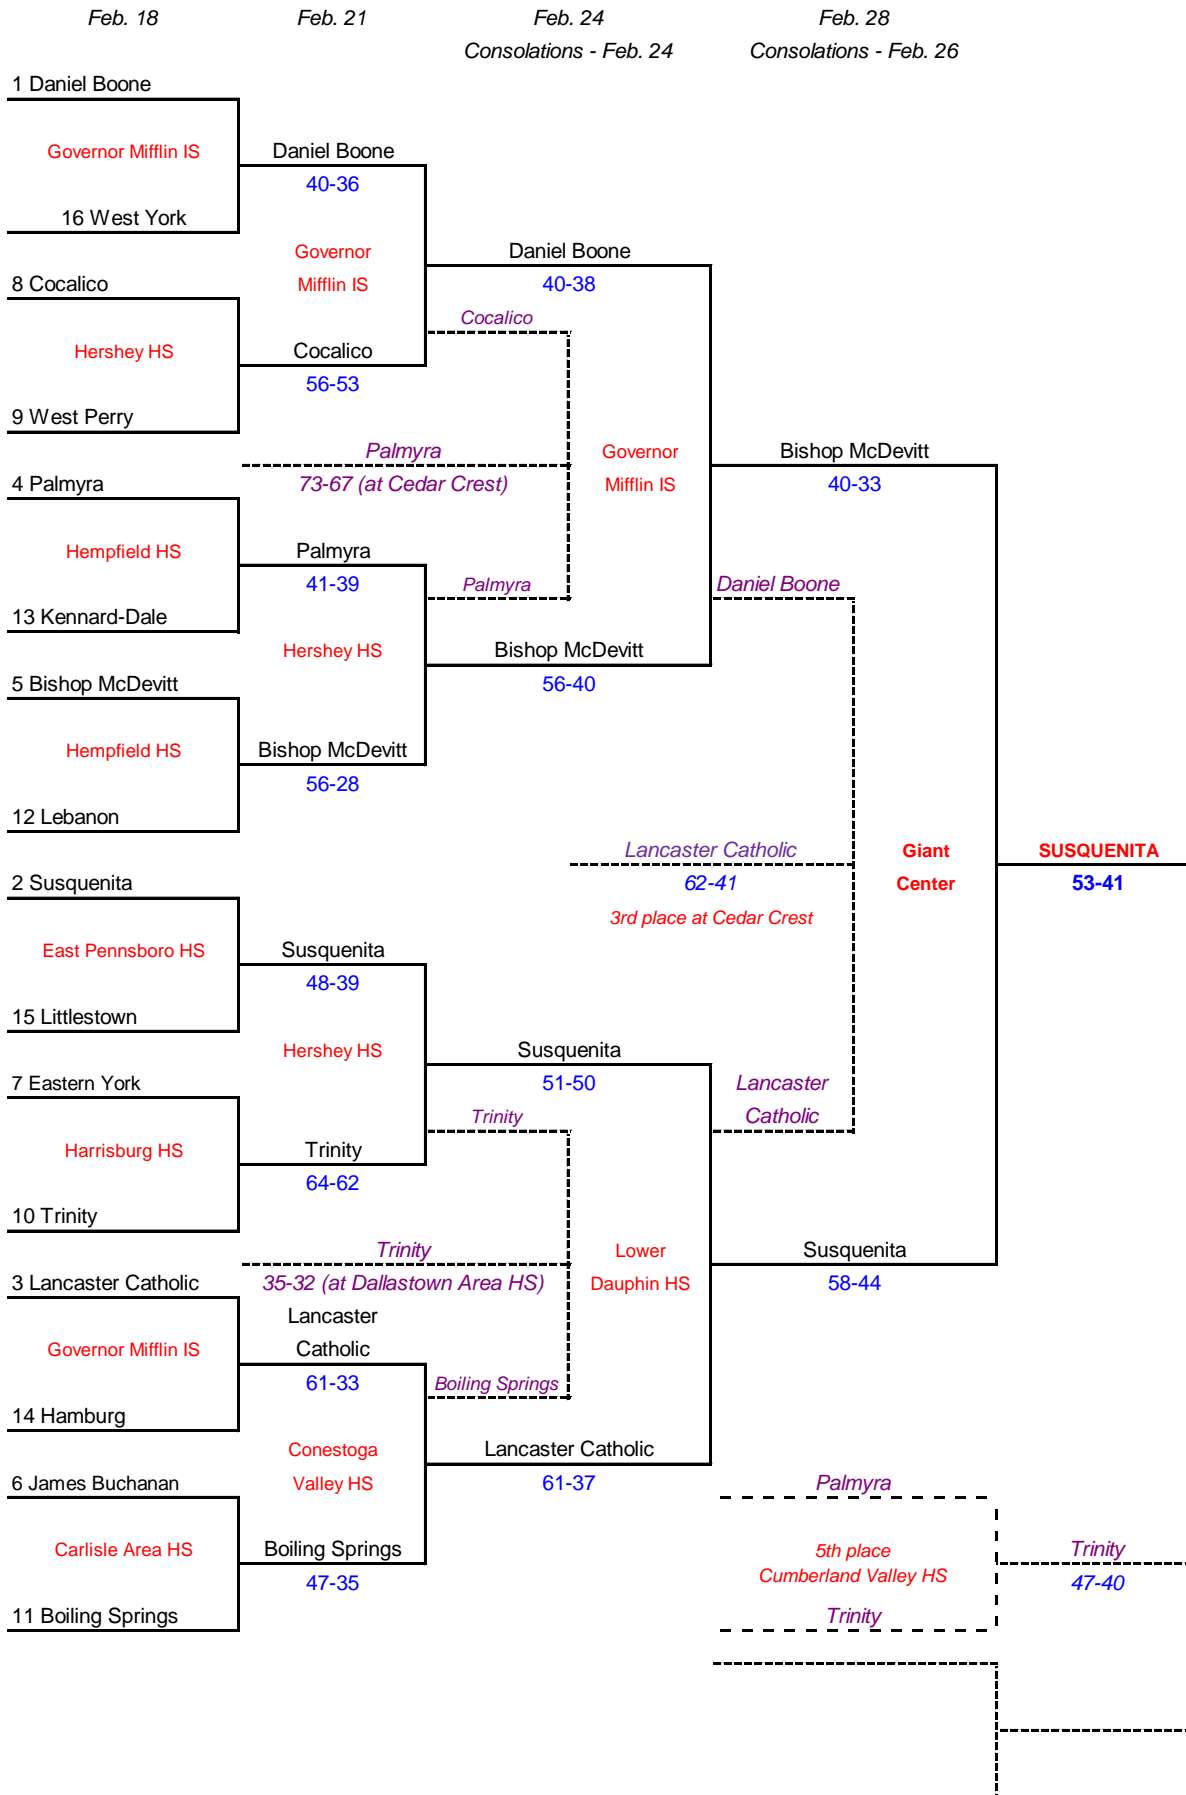 Feb. 18
Feb. 21
Feb. 24
Feb. 28
Consolations - Feb. 24
Consolations - Feb. 26
1 Daniel Boone
Governor Mifflin IS
Daniel Boone
40-36
16 West York
Governor
Mifflin IS
Daniel Boone
40-38
8 Cocalico
Cocalico
Hershey HS
Cocalico
56-53
9 West Perry
Palmyra
73-67 (at Cedar Crest)
Governor
Mifflin IS
Bishop McDevitt
40-33
4 Palmyra
Hempfield HS
Palmyra
41-39
Palmyra
Daniel Boone
13 Kennard-Dale
Hershey HS
Bishop McDevitt
56-40
5 Bishop McDevitt
Hempfield HS
Bishop McDevitt
56-28
12 Lebanon
Lancaster Catholic
62-41
3rd place at Cedar Crest
Giant
Center
SUSQUENITA
53-41
2 Susquenita
East Pennsboro HS
Susquenita
48-39
15 Littlestown
Hershey HS
Susquenita
51-50
7 Eastern York
Lancaster
Catholic
Trinity
Harrisburg HS
Trinity
64-62
10 Trinity
Trinity
35-32 (at Dallastown Area HS)
Lower
Dauphin HS
Susquenita
58-44
3 Lancaster Catholic
Lancaster
Catholic
61-33
Governor Mifflin IS
Boiling Springs
14 Hamburg
Conestoga
Valley HS
Lancaster Catholic
61-37
6 James Buchanan
Palmyra
Carlisle Area HS
Boiling Springs
47-35
5th place
Cumberland Valley HS
Trinity
47-40
11 Boiling Springs
Trinity